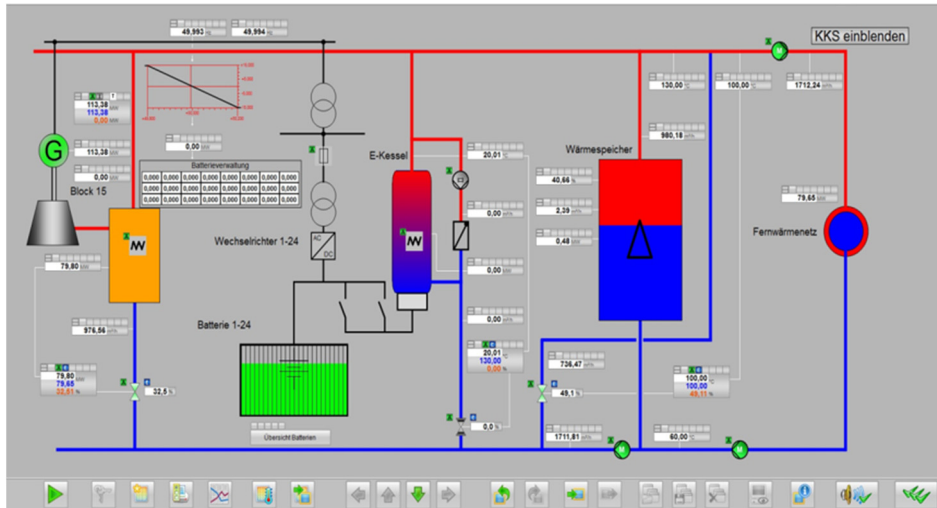 49,993
49,994
KKS einblenden
113,38
113,38
0,00
130,00 °C
100,00 °C
1712,24
980,18
G
113,38
0,00
0,00
Batterieverwaltung
0,000 0,000 0,000 0,000 0,000 0,000 0,000 0,000
0,000 0,000 0,000 0,000 0,000 0,000 0,000 0,000
0,000 0,000 0,000 0,000 0,000 0,000 0,000 0,000
E-Kessel
20,01 °C
Wärmespeicher
40,66 %
2,39
0,48
79,65
Block 15
0,00
Fernwärmenetz
Wechselrichter 1-24
AC
DC
79,80
0,00
976,56
Batterie 1-24
0,00
736,47
79,80
79,65
32,51 %
32,5 %
20,01 °C
130,00
0,00 %
49,1 %
100,00 °C
100,00
49,11 %
0,0 %
Übersicht Batterien
1711,81
M
60,00 °C
M
M